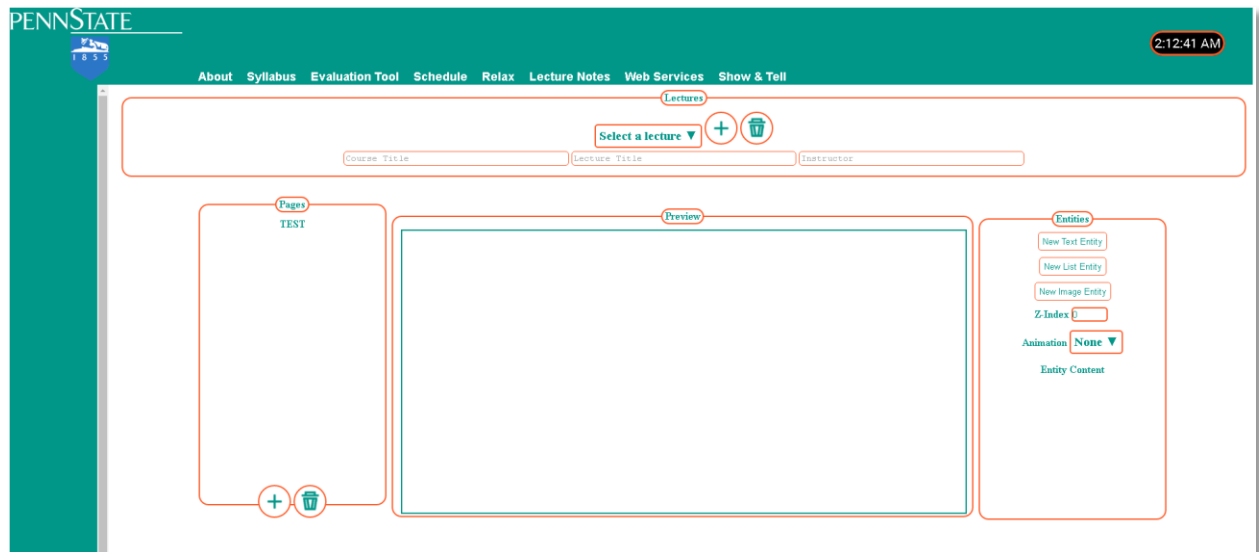 PENNSTATE
1855
2:12:41 AM
About Syllabus Evaluation Tool Schedule Relax Lecture Notes Web Services Show & Tell
Lectures
Select a lecture ▼
Course Title Lecture Title Instructor
Pages
TEST
Preview
Entities
New Text Entity
New List Entity
New Image Entity
Z-Index 0
Animation None ▼
Entity Content